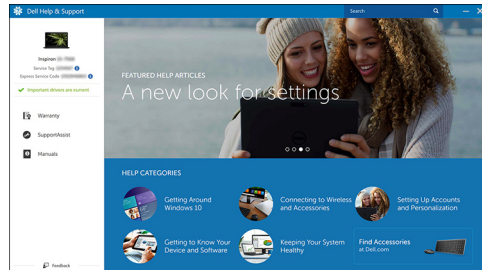 Dell Help & Support
Search
Inspiron
Service Tag
Express Service Code
Important drivers are current
Warranty
SupportAssist
Manuals
Feedback
FEATURED HELP ARTICLES
A new look for settings
HELP CATEGORIES
Getting Around
Windows 10
Connecting to Wireless
and Accessories
Setting Up Accounts
and Personalization
Getting to Know Your
Device and Software
Keeping Your System
Healthy
Find Accessories
at Dell.com